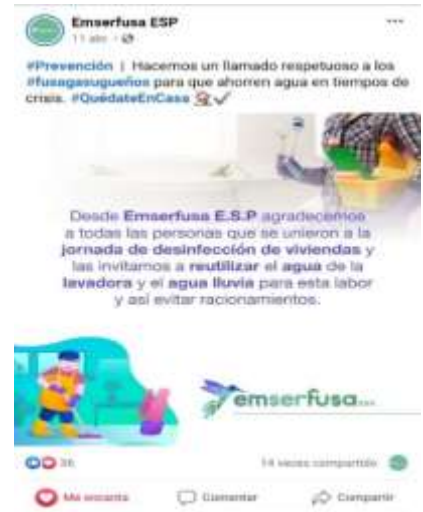 Emserfusa ESP
11 abr. ·
#Prevención | Hacemos un llamado respetuoso a los
#fusagasugueños para que ahorren agua en tiempos de
crisis. #QuédateEnCasa
Desde Emserfusa E.S.P agradecemos
a todas las personas que se unieron a la
jornada de desinfección de viviendas y
las invitamos a reutilizar el agua de la
lavadora y el agua lluvia para esta labor
y así evitar racionamientos.
emserfusa
36
14 veces compartido
Me encanta
Comentar
Compartir